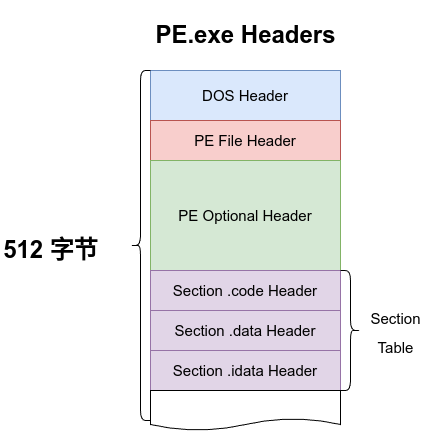 PE.exe Headers
DOS Header
PE File Header
PE Optional Header
512 字节
Section .code Header
Section .data Header
Section .idata Header
Section
Table